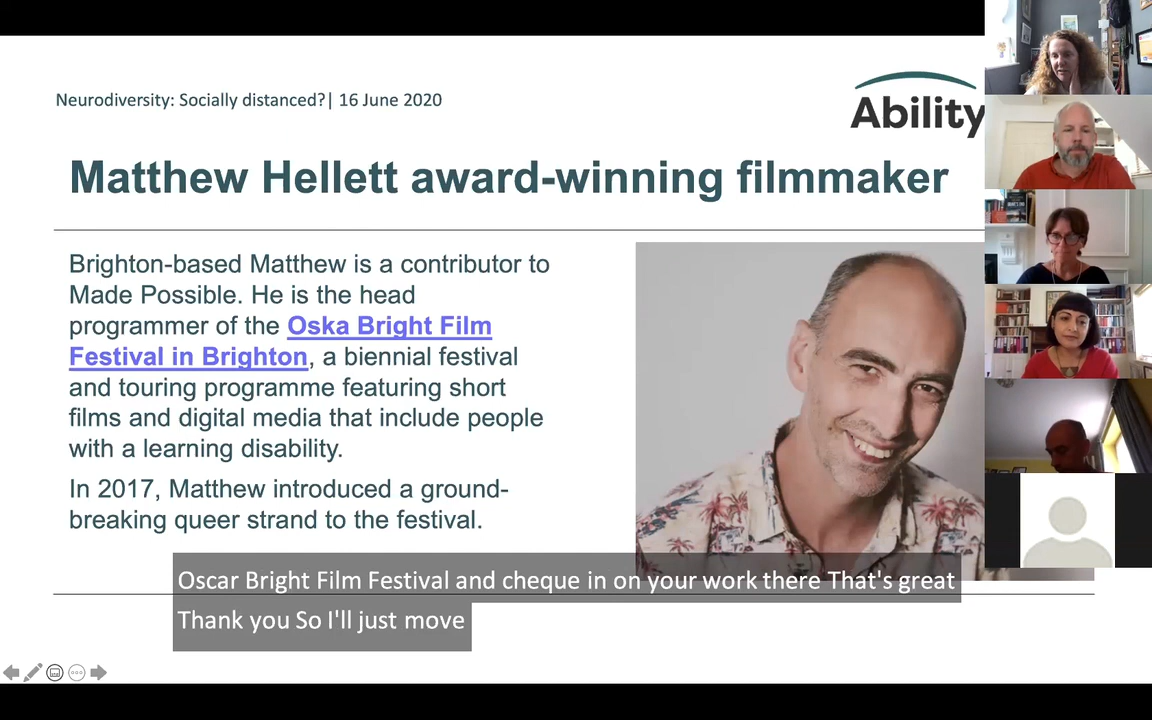 Neurodiversity: Socially distanced?| 16 June 2020
Ability
Matthew Hellett award-winning filmmaker
Brighton-based Matthew is a contributor to
Made Possible. He is the head
programmer of the Oska Bright Film
Festival in Brighton, a biennial festival
and touring programme featuring short
films and digital media that include people
with a learning disability.
In 2017, Matthew introduced a ground-
breaking queer strand to the festival.
Oscar Bright Film Festival and cheque in on your work there That's great
Thank you So I'll just move